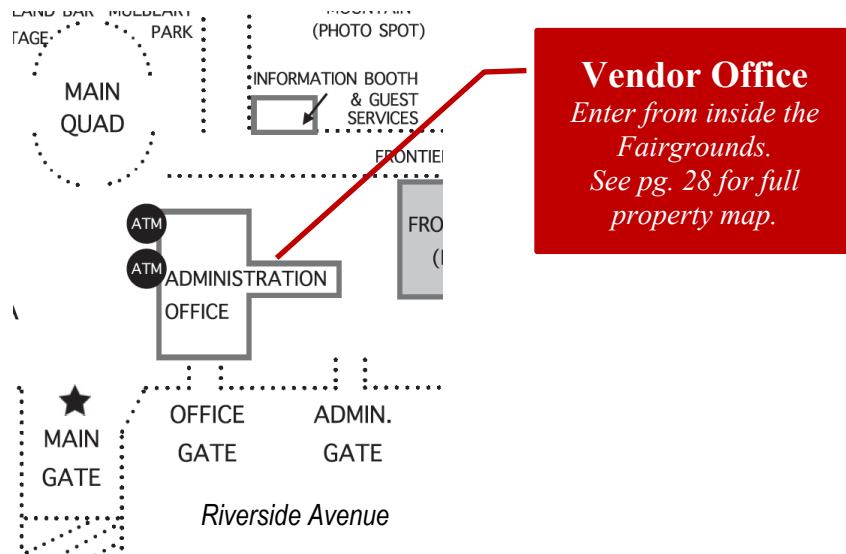 PARK
(PHOTO SPOT)
INFORMATION BOOTH
& GUEST
SERVICES
MAIN
QUAD
ATM
ATM
ADMINISTRATION
OFFICE
MAIN
GATE
OFFICE
GATE
ADMIN.
GATE
Riverside Avenue
Vendor Office
Enter from inside the
Fairgrounds.
See pg. 28 for full
property map.